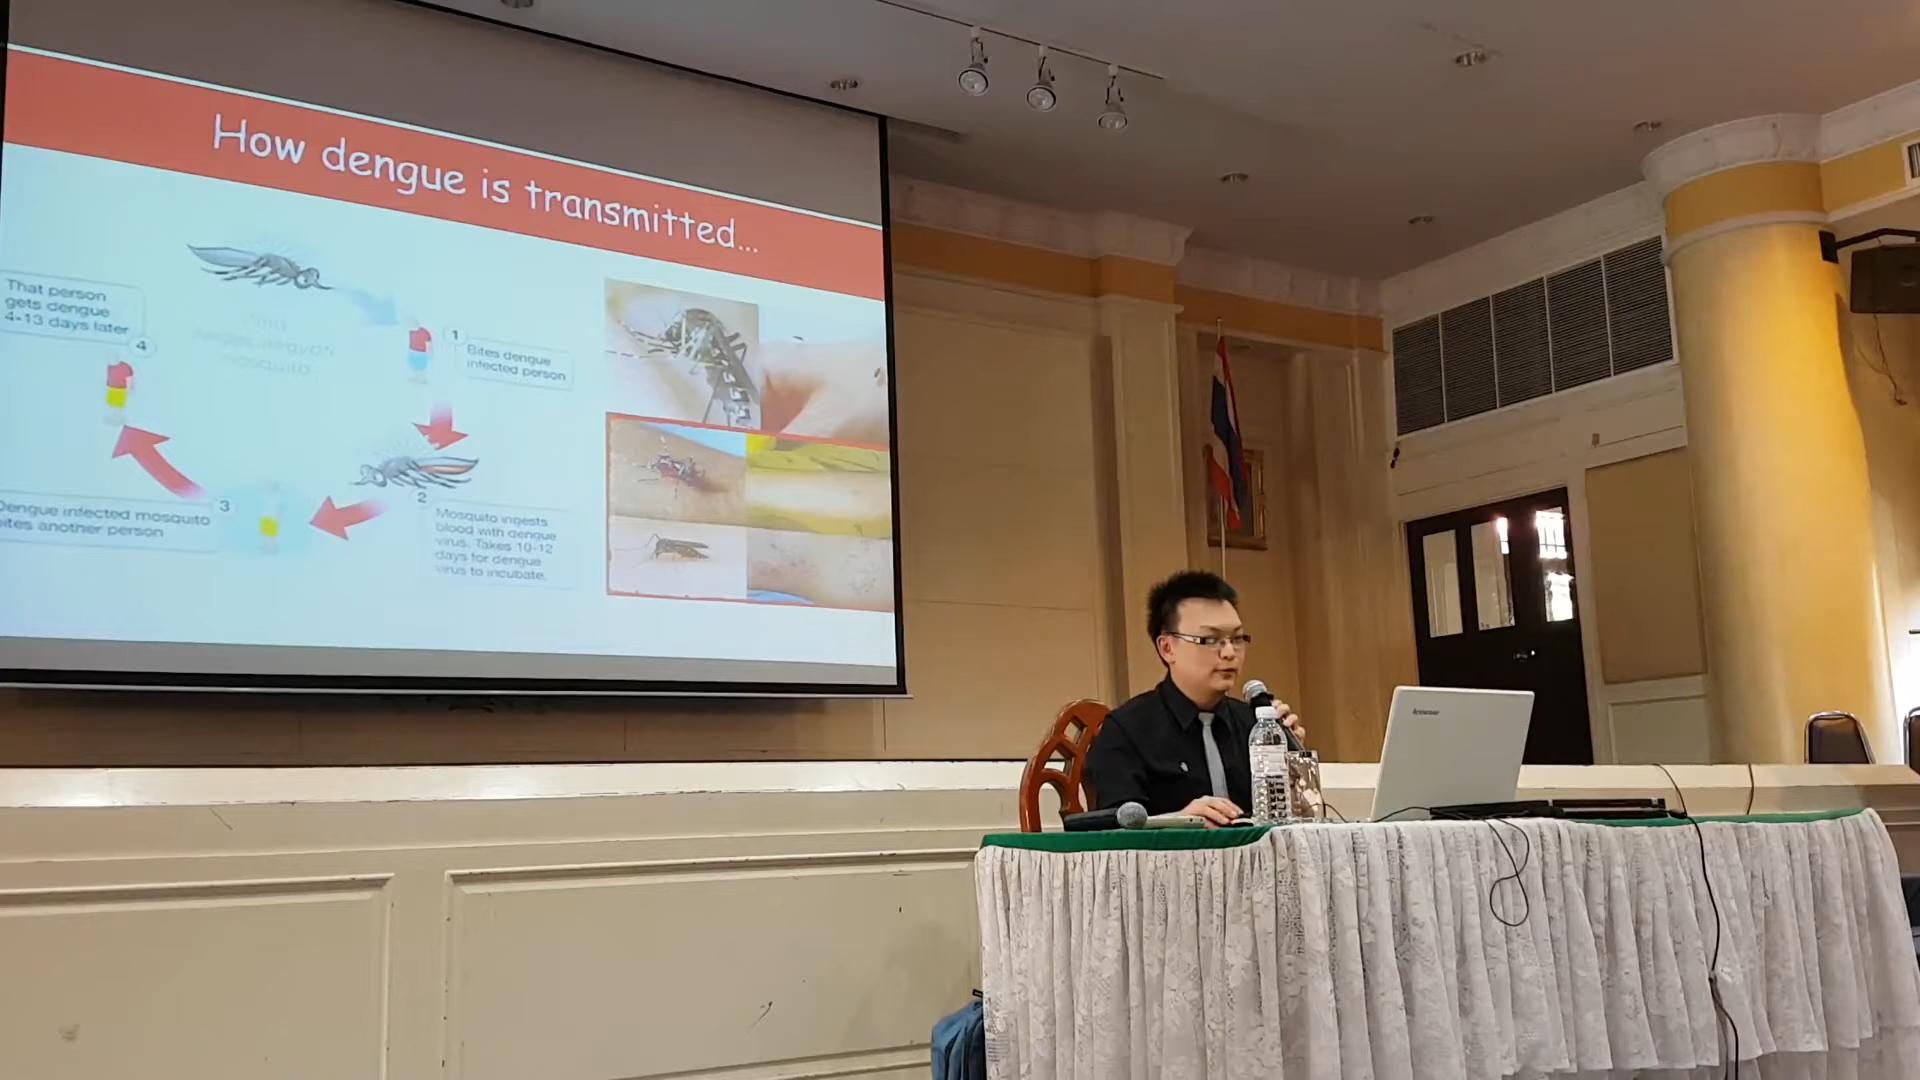 How dengue is transmitted...
That person
gets dengue
4-13 days later
4
1
Bites dengue
infected person
mosquito
2
Mosquito ingests
blood with dengue
virus. Takes 10-12
days for dengue
virus to incubate.
3
Dengue infected mosquito
bites another person
lenovo